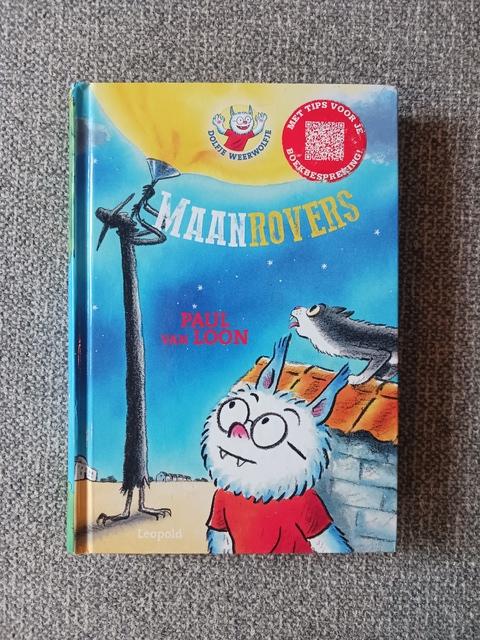 DOLFJE WEERWOLFJE
MET TIPS VOOR JE
BOEKBESPREKING!
MAANROVERS
PAUL
VAN LOON
Leopold